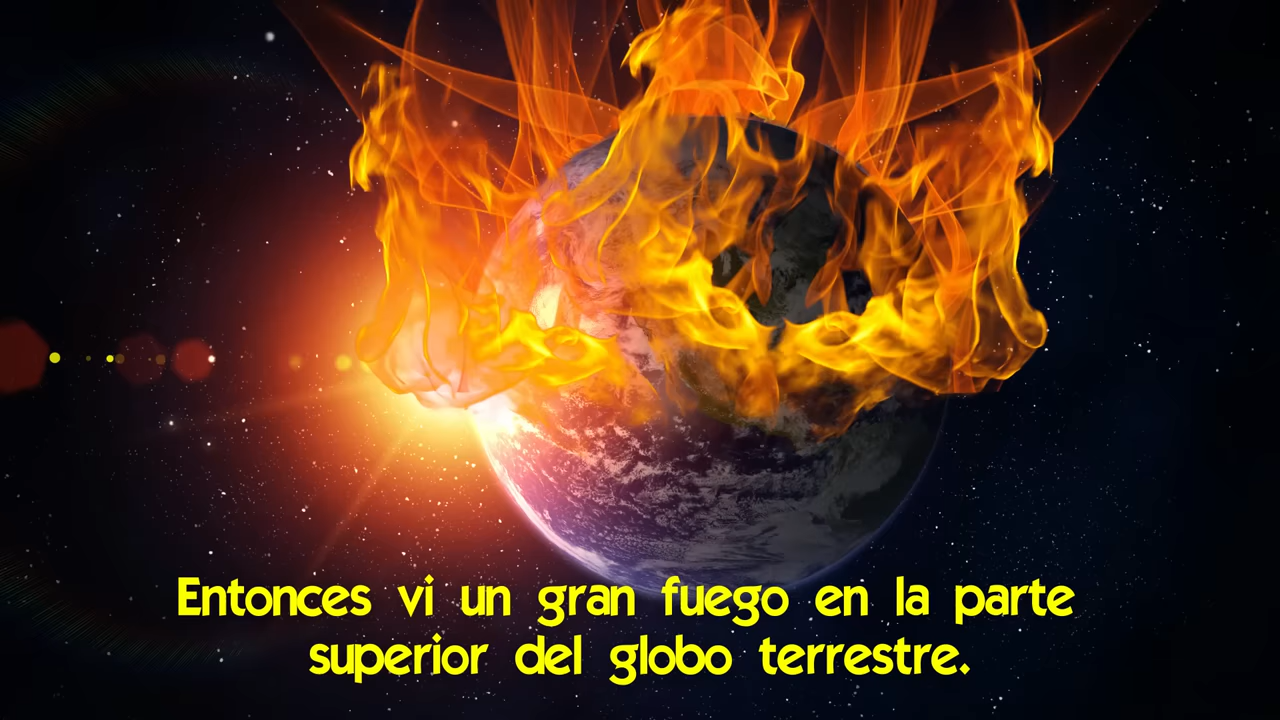 Entonces vi un gran fuego en la parte
superior del globo terrestre.